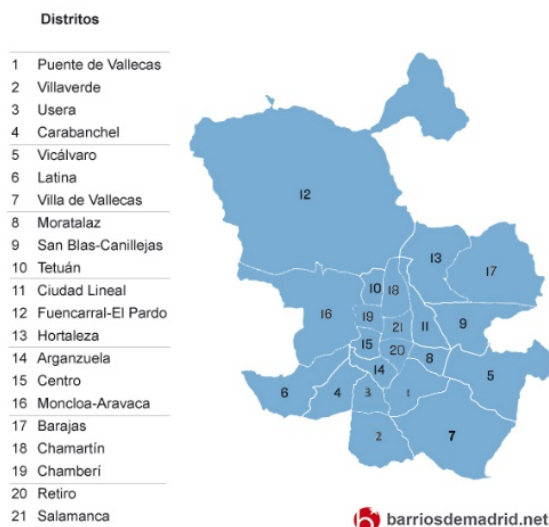 Distritos
1 Puente de Vallecas
2 Villaverde
3 Usera
4 Carabanchel
5 Vicálvaro
6 Latina
7 Villa de Vallecas
8 Moratalaz
9 San Blas-Canillejas
10 Tetuán
11 Ciudad Lineal
12 Fuencarral-El Pardo
13 Hortaleza
14 Arganzuela
15 Centro
16 Moncloa-Aravaca
17 Barajas
18 Chamartín
19 Chamberí
20 Retiro
21 Salamanca
12
13
17
10 18
16 19 21 11 9
15 20 8
14 5
6 4 3 1
2 7
b barriosdemadrid.net